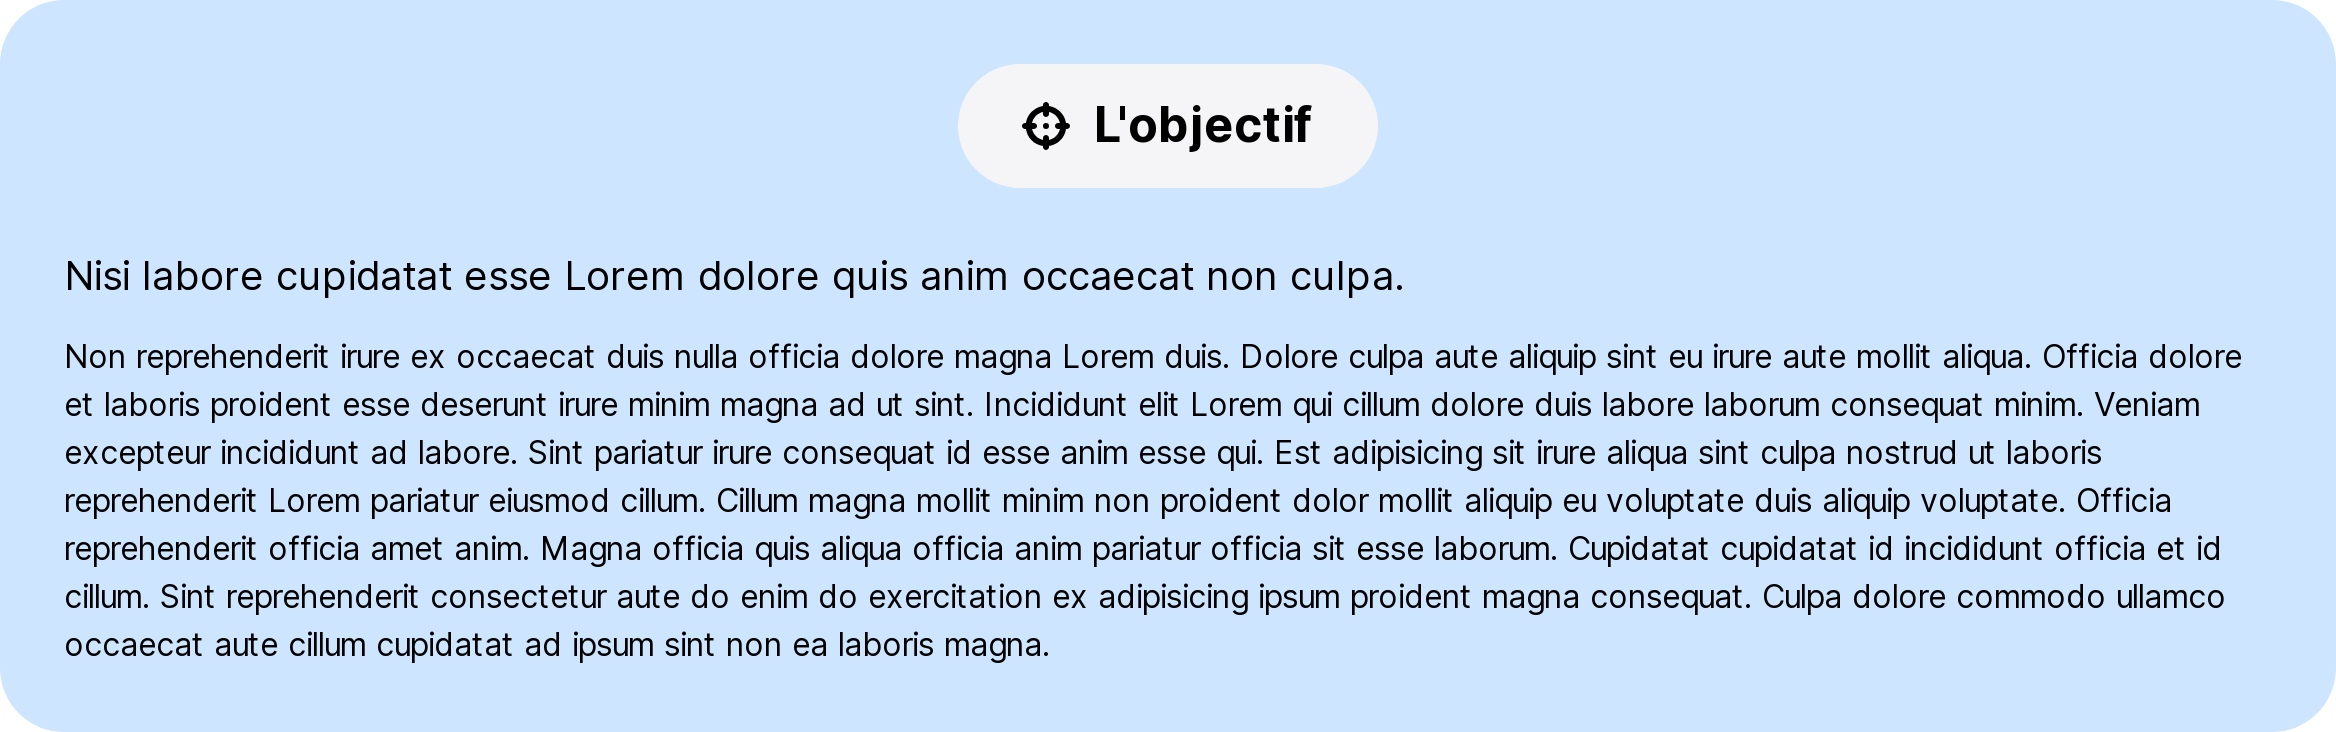 L'objectif
Nisi labore cupidatat esse Lorem dolore quis anim occaecat non culpa.
Non reprehenderit irure ex occaecat duis nulla officia dolore magna Lorem duis. Dolore culpa aute aliquip sint eu irure aute mollit aliqua. Officia dolore
et laboris proident esse deserunt irure minim magna ad ut sint. Incididunt elit Lorem qui cillum dolore duis labore laborum consequat minim. Veniam
excepteur incididunt ad labore. Sint pariatur irure consequat id esse anim esse qui. Est adipisicing sit irure aliqua sint culpa nostrud ut laboris
reprehenderit Lorem pariatur eiusmod cillum. Cillum magna mollit minim non proident dolor mollit aliquip eu voluptate duis aliquip voluptate. Officia
reprehenderit officia amet anim. Magna officia quis aliqua officia anim pariatur officia sit esse laborum. Cupidatat cupidatat id incididunt officia et id
cillum. Sint reprehenderit consectetur aute do enim do exercitation ex adipisicing ipsum proident magna consequat. Culpa dolore commodo ullamco
occaecat aute cillum cupidatat ad ipsum sint non ea laboris magna.